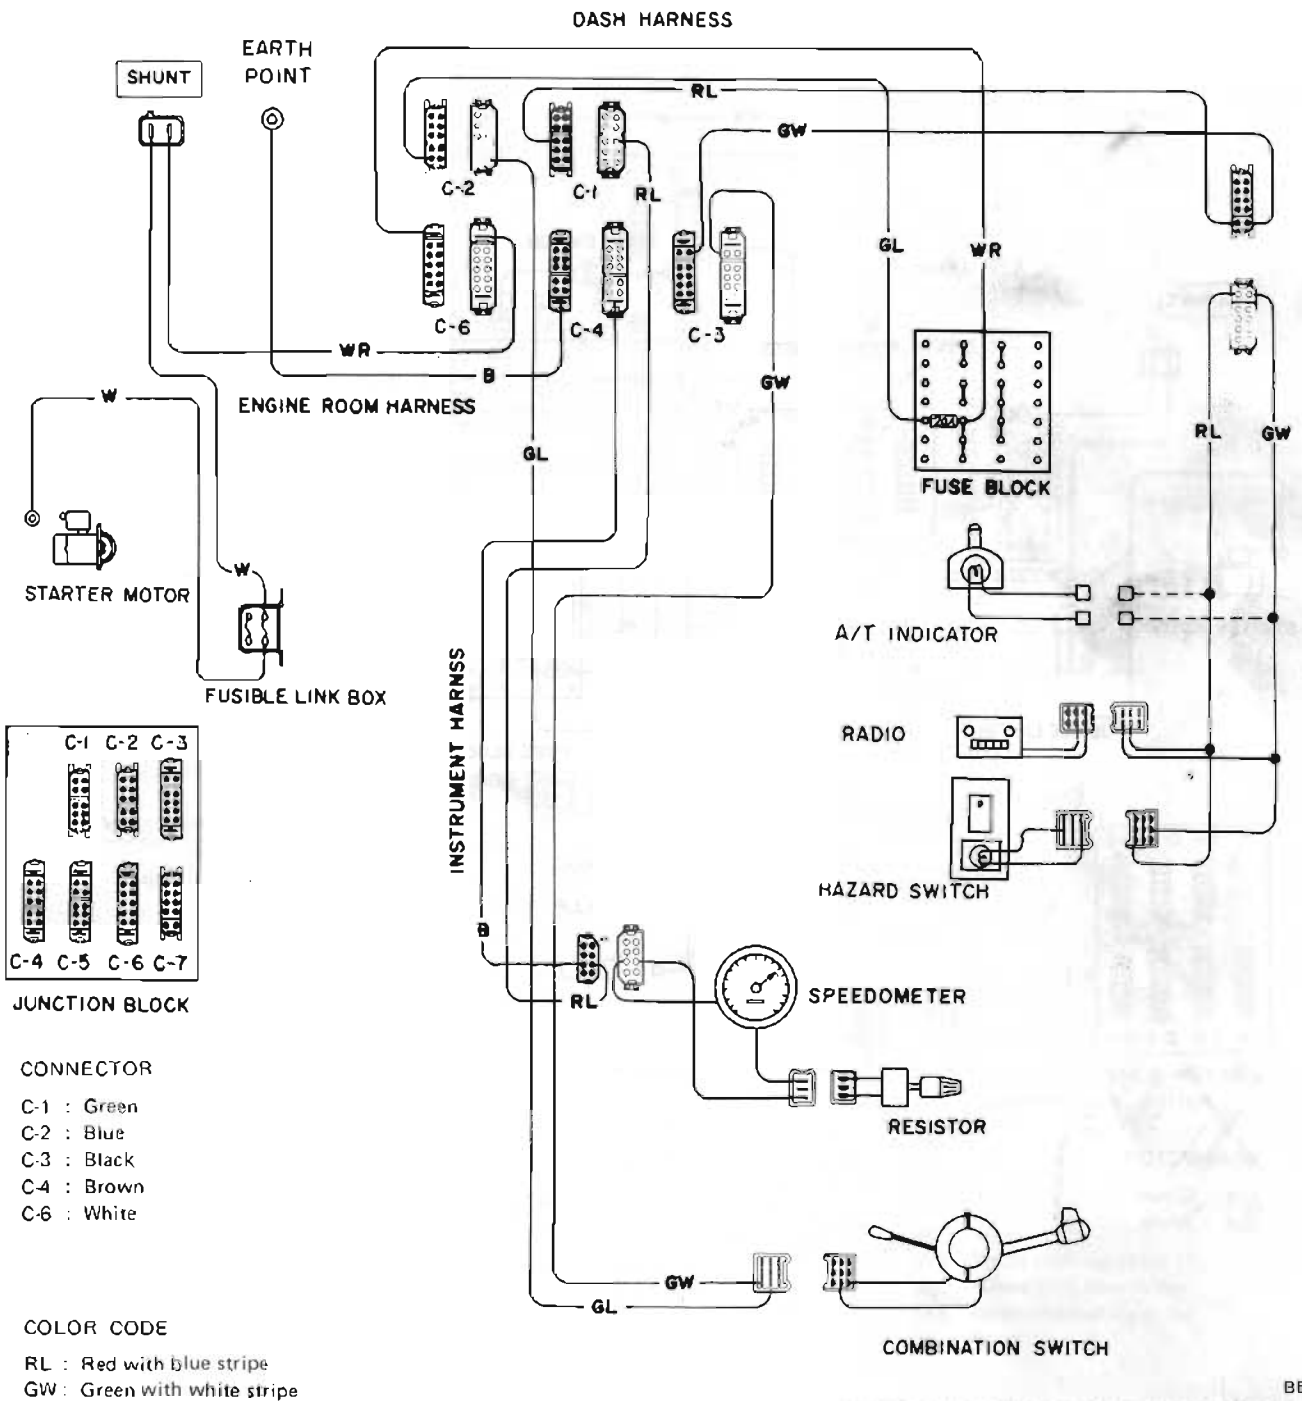 DASH HARNESS
SHUNT
EARTH
POINT
RL
GW
C-2
C-1
RL
GL
WR
C-6
C-4
C-3
WR
B
GW
W
ENGINE ROOM HARNESS
GL
RL
GW
FUSE BLOCK
W
STARTER MOTOR
A/T INDICATOR
FUSIBLE LINK BOX
INSTRUMENT HARNSS
RADIO
C-1 C-2 C-3
HAZARD SWITCH
B
C-4 C-5 C-6 C-7
JUNCTION BLOCK
RL
SPEEDOMETER
CONNECTOR
C-1 : Green
C-2 : Blue
C-3 : Black
C-4 : Brown
C-6 : White
RESISTOR
GW
GL
COLOR CODE
COMBINATION SWITCH
RL : Red with blue stripe
GW : Green with white stripe